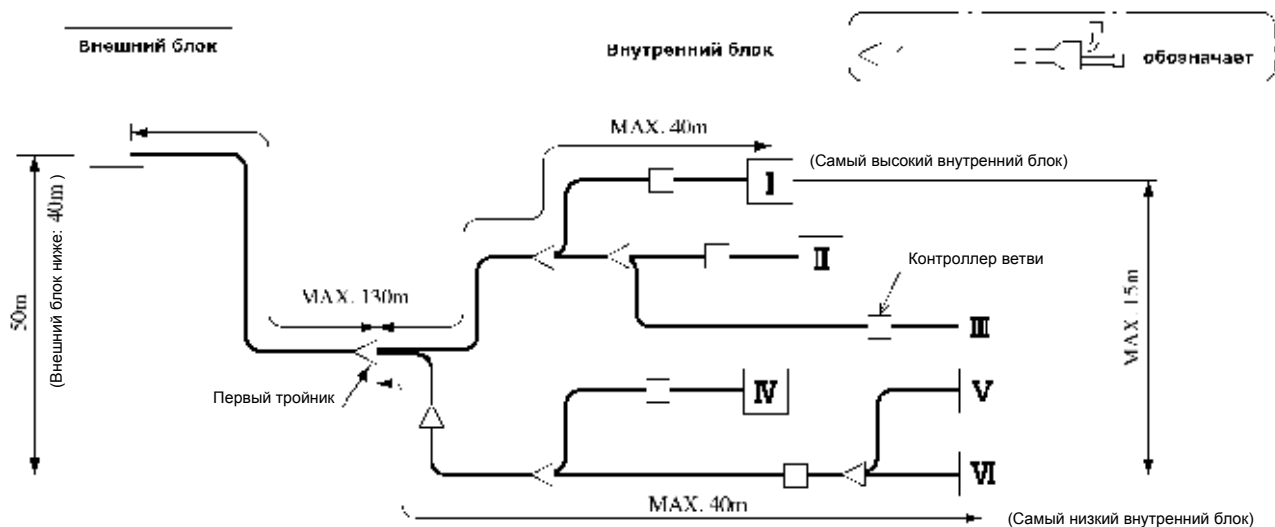 Внешний блок
Внутренний блок
обозначает
MAX. 40m
(Самый высокий внутренний блок)
I
II
Контроллер ветви
50m
(Внешний блок ниже: 40m)
MAX. 130m
MAX. 15m
III
Первый тройник
IV
V
VI
MAX. 40m
(Самый низкий внутренний блок)